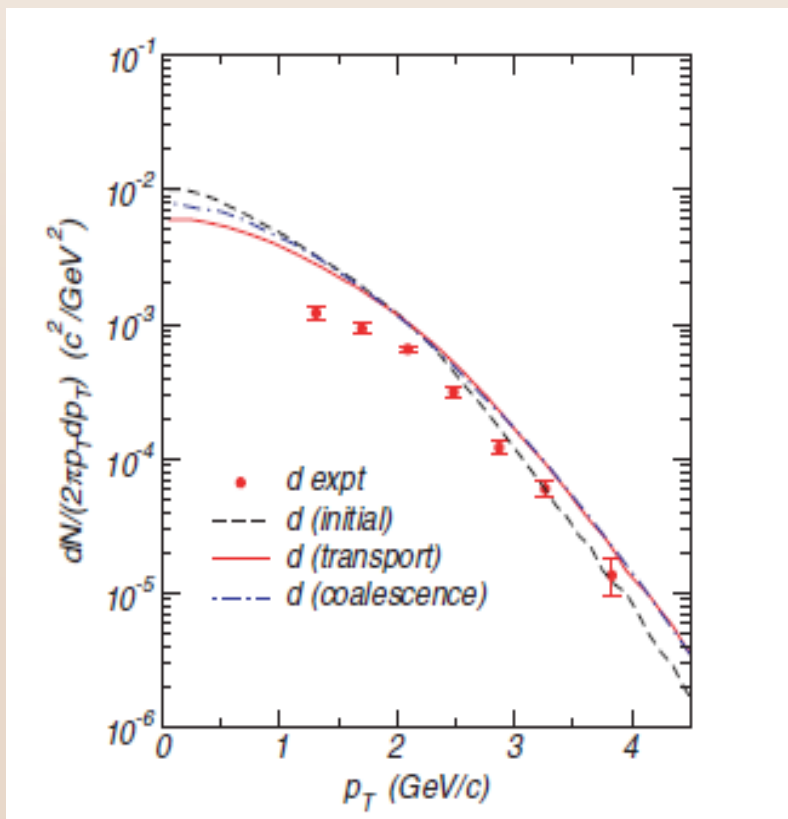 10^-1
10^-2
10^-3
10^-4
10^-5
10^-6
dN/(2πp_T dp_T) (c^2/GeV^2)
d expt
d (initial)
d (transport)
d (coalescence)
0 1 2 3 4
p_T (GeV/c)